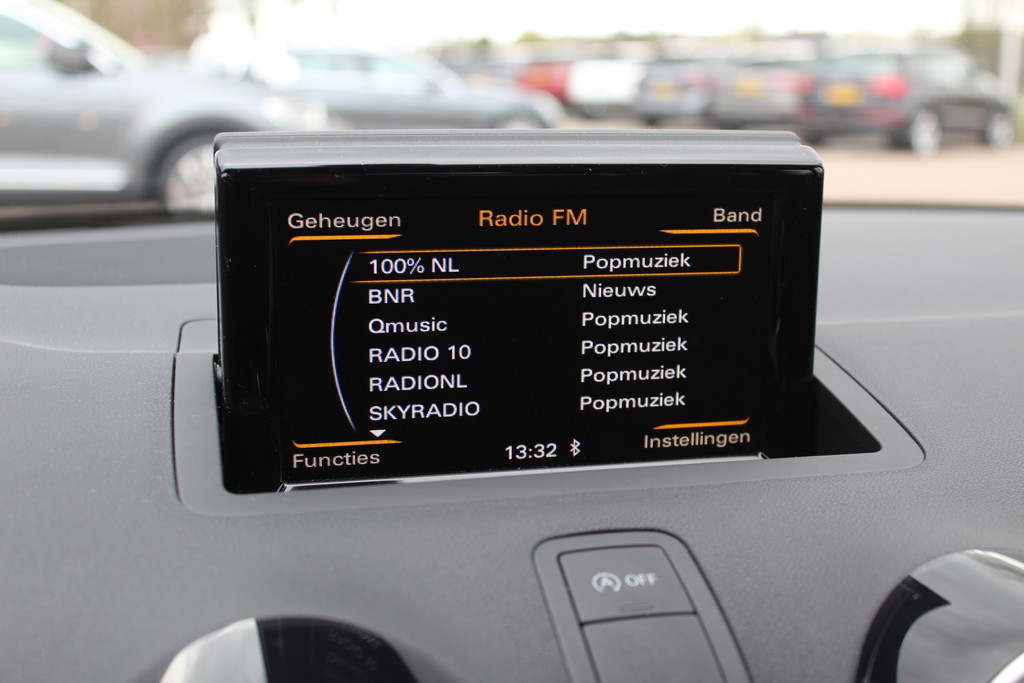 Geheugen Radio FM Band
100% NL Popmuziek
BNR Nieuws
Qmusic Popmuziek
RADIO 10 Popmuziek
RADIONL Popmuziek
SKYRADIO Popmuziek
Functies 13:32 Instellingen
A OFF